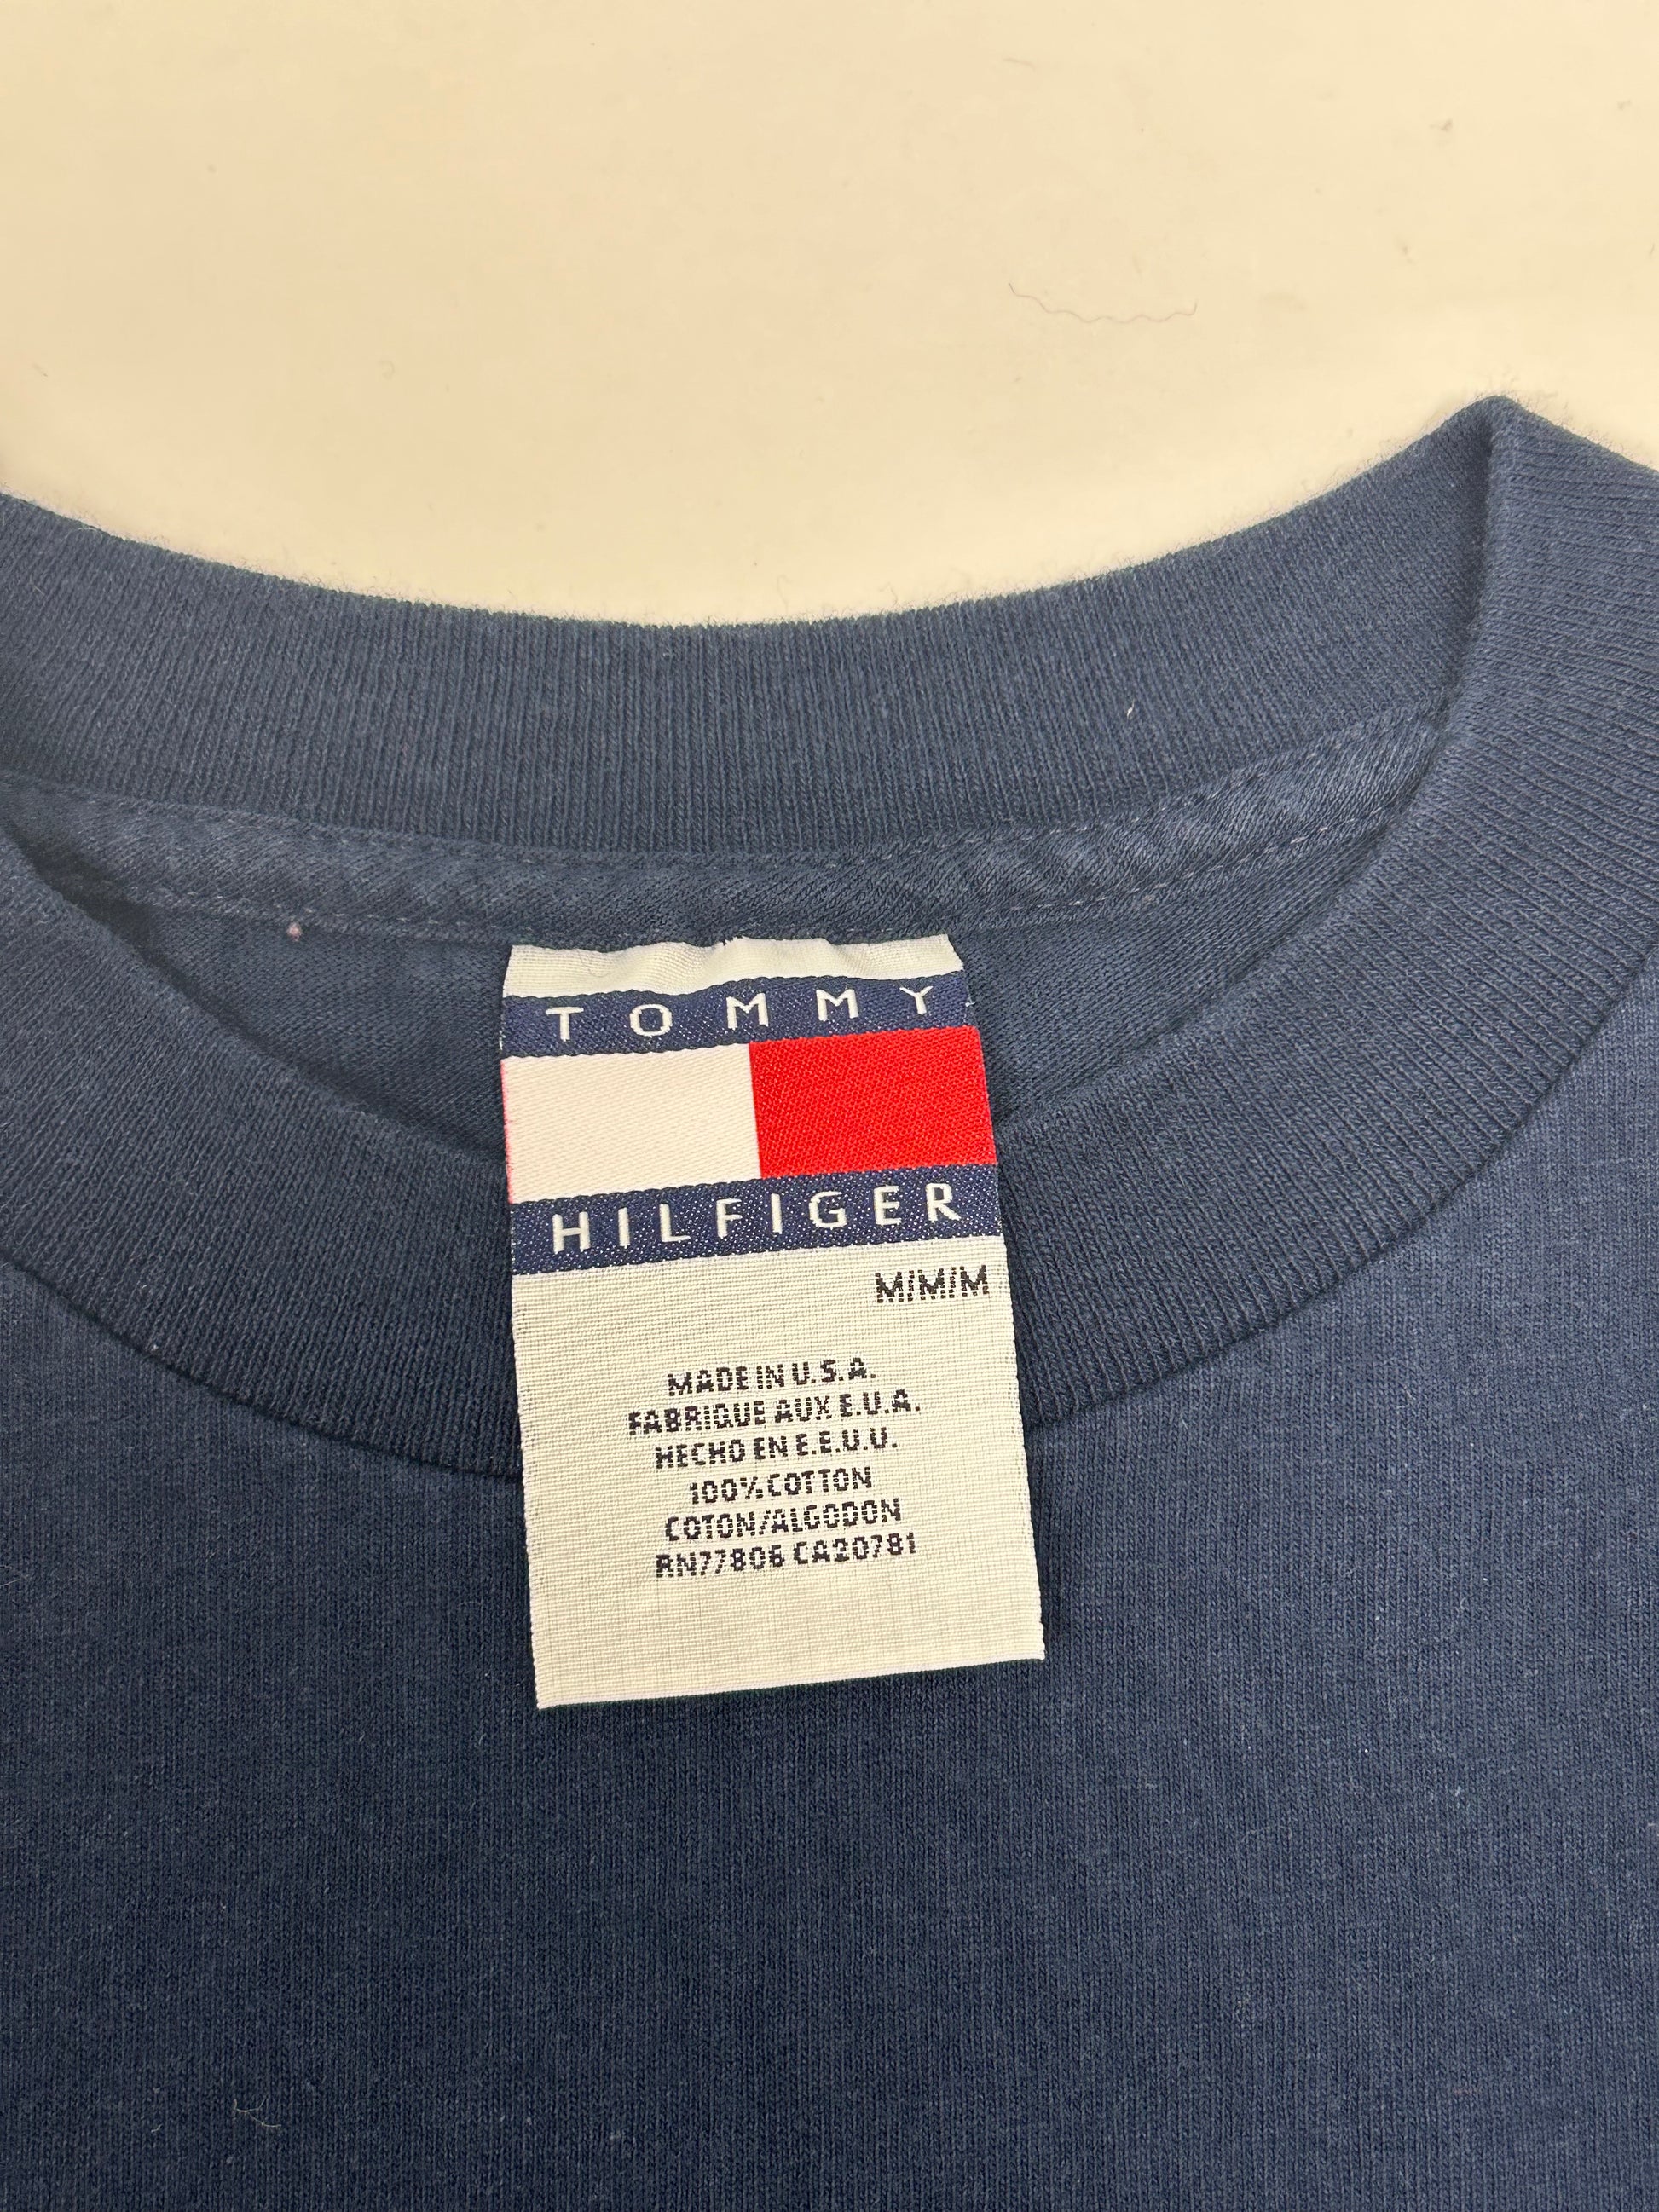 TOMMY
HILFIGER
M/M/M
MADE IN U.S.A.
FABRIQUE AUX E.U.A.
HECHO EN E.E.U.U.
100% COTTON
COTON/ALGODON
RN77806 CA20781